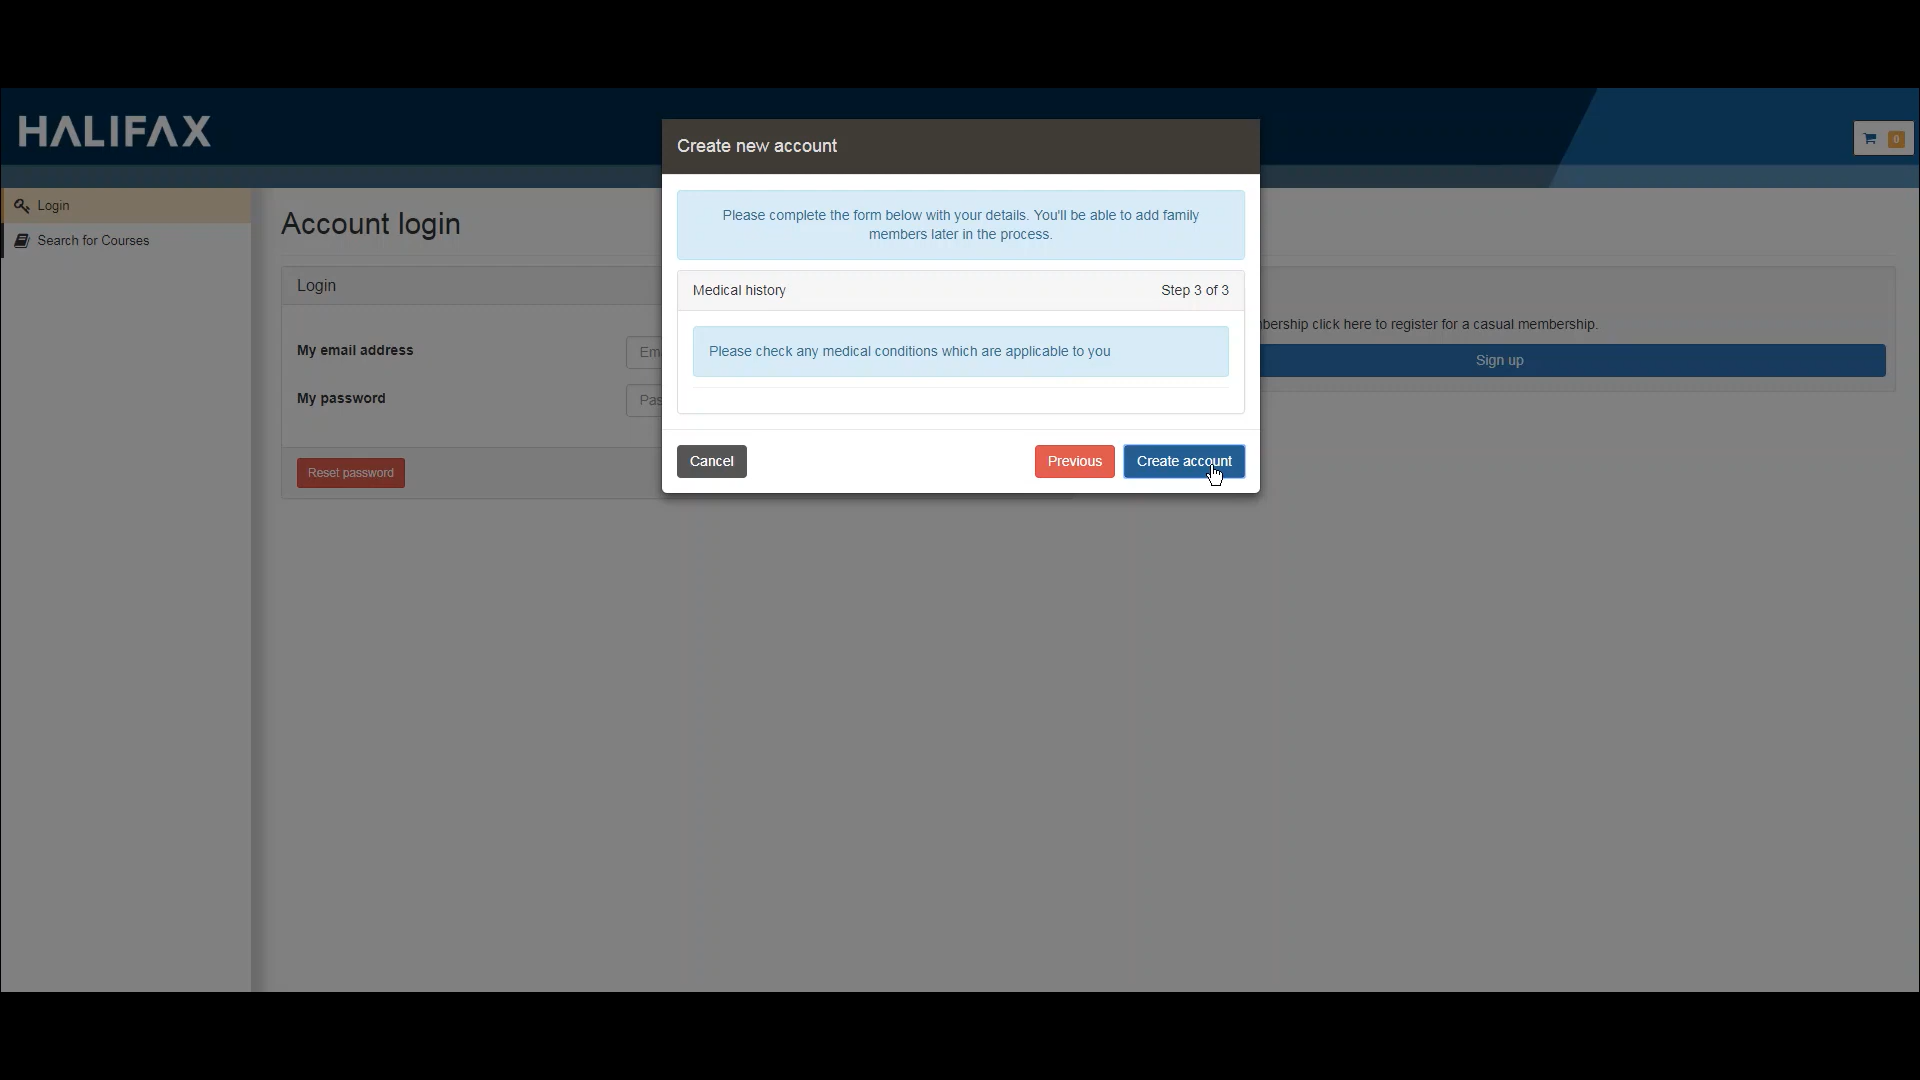 HALIFAX
0
Login
Search for Courses
Account login
Login
My email address
Em
My password
Pas
Reset password
bership click here to register for a casual membership.
Sign up
Create new account
Please complete the form below with your details. You'll be able to add family
members later in the process.
Medical history
Step 3 of 3
Please check any medical conditions which are applicable to you
Cancel
Previous
Create account